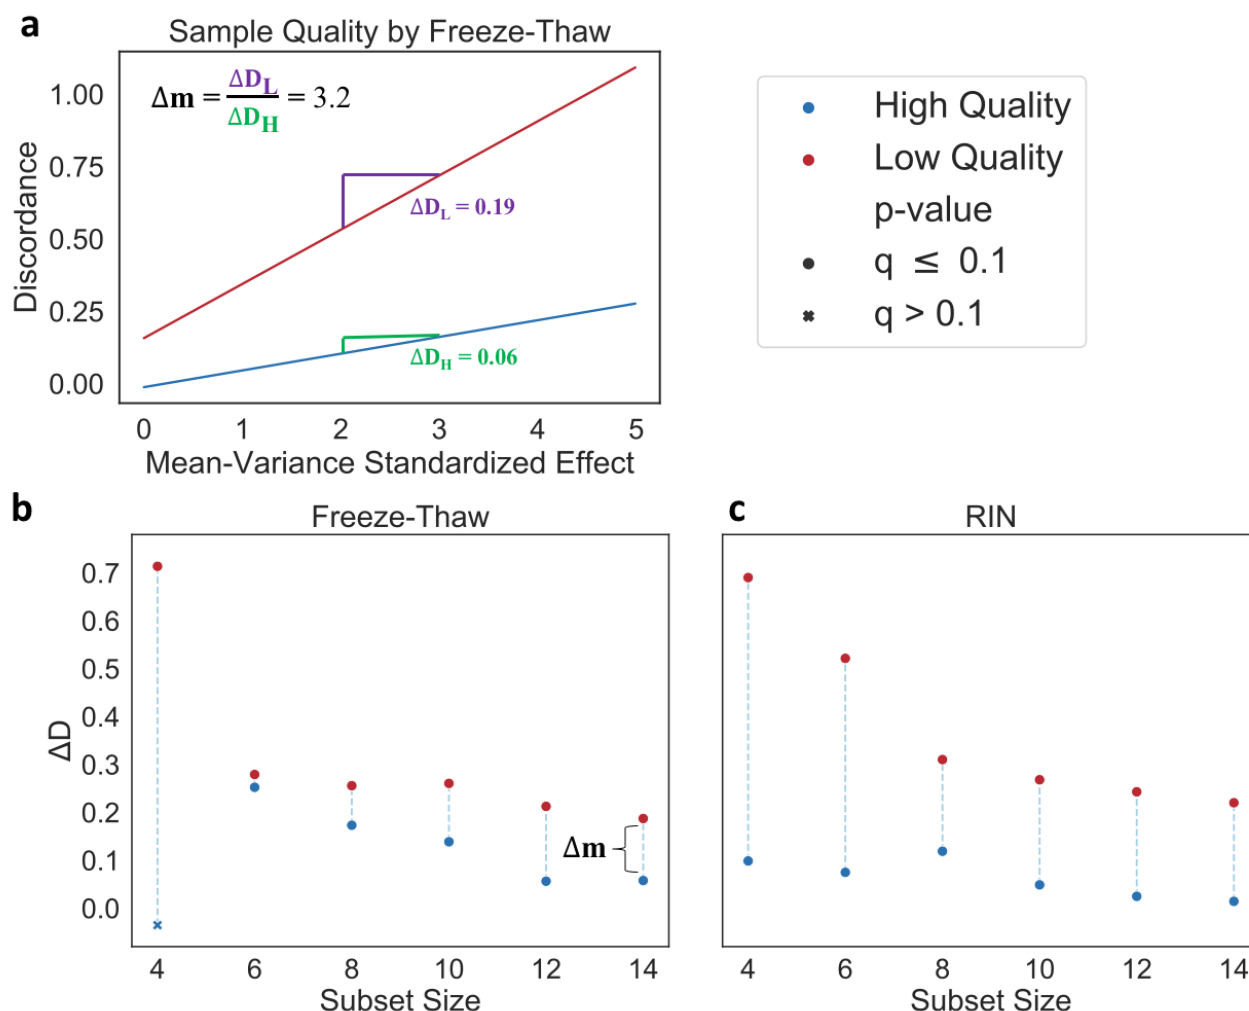 a
Sample Quality by Freeze-Thaw
Δm = ΔD_L / ΔD_H = 3.2
Discordance
1.00
0.75
0.50
0.25
0.00
ΔD_L = 0.19
ΔD_H = 0.06
0 1 2 3 4 5
Mean-Variance Standardized Effect
High Quality
Low Quality
p-value
q ≤ 0.1
q > 0.1
b
Freeze-Thaw
ΔD
0.7
0.6
0.5
0.4
0.3
0.2
0.1
0.0
Δm
4 6 8 10 12 14
Subset Size
c
RIN
4 6 8 10 12 14
Subset Size